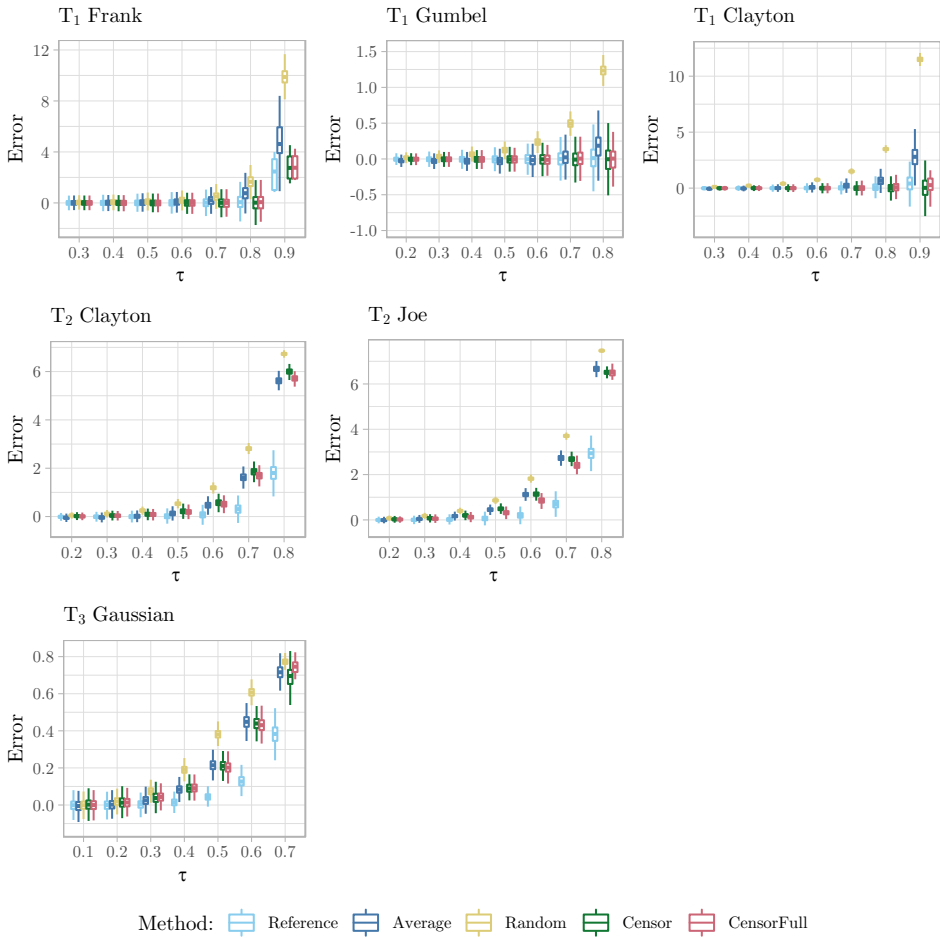 T₁ Frank
T₁ Gumbel
T₁ Clayton
Error
12
8
4
0
0.3 0.4 0.5 0.6 0.7 0.8 0.9
τ
Error
1.5
1.0
0.5
0.0
-0.5
-1.0
0.2 0.3 0.4 0.5 0.6 0.7 0.8
τ
Error
10
5
0
0.3 0.4 0.5 0.6 0.7 0.8 0.9
τ
T₂ Clayton
T₂ Joe
Error
6
4
2
0
0.2 0.3 0.4 0.5 0.6 0.7 0.8
τ
Error
6
4
2
0
0.2 0.3 0.4 0.5 0.6 0.7 0.8
τ
T₃ Gaussian
Error
0.8
0.6
0.4
0.2
0.0
0.1 0.2 0.3 0.4 0.5 0.6 0.7
τ
Method: Reference Average Random Censor CensorFull